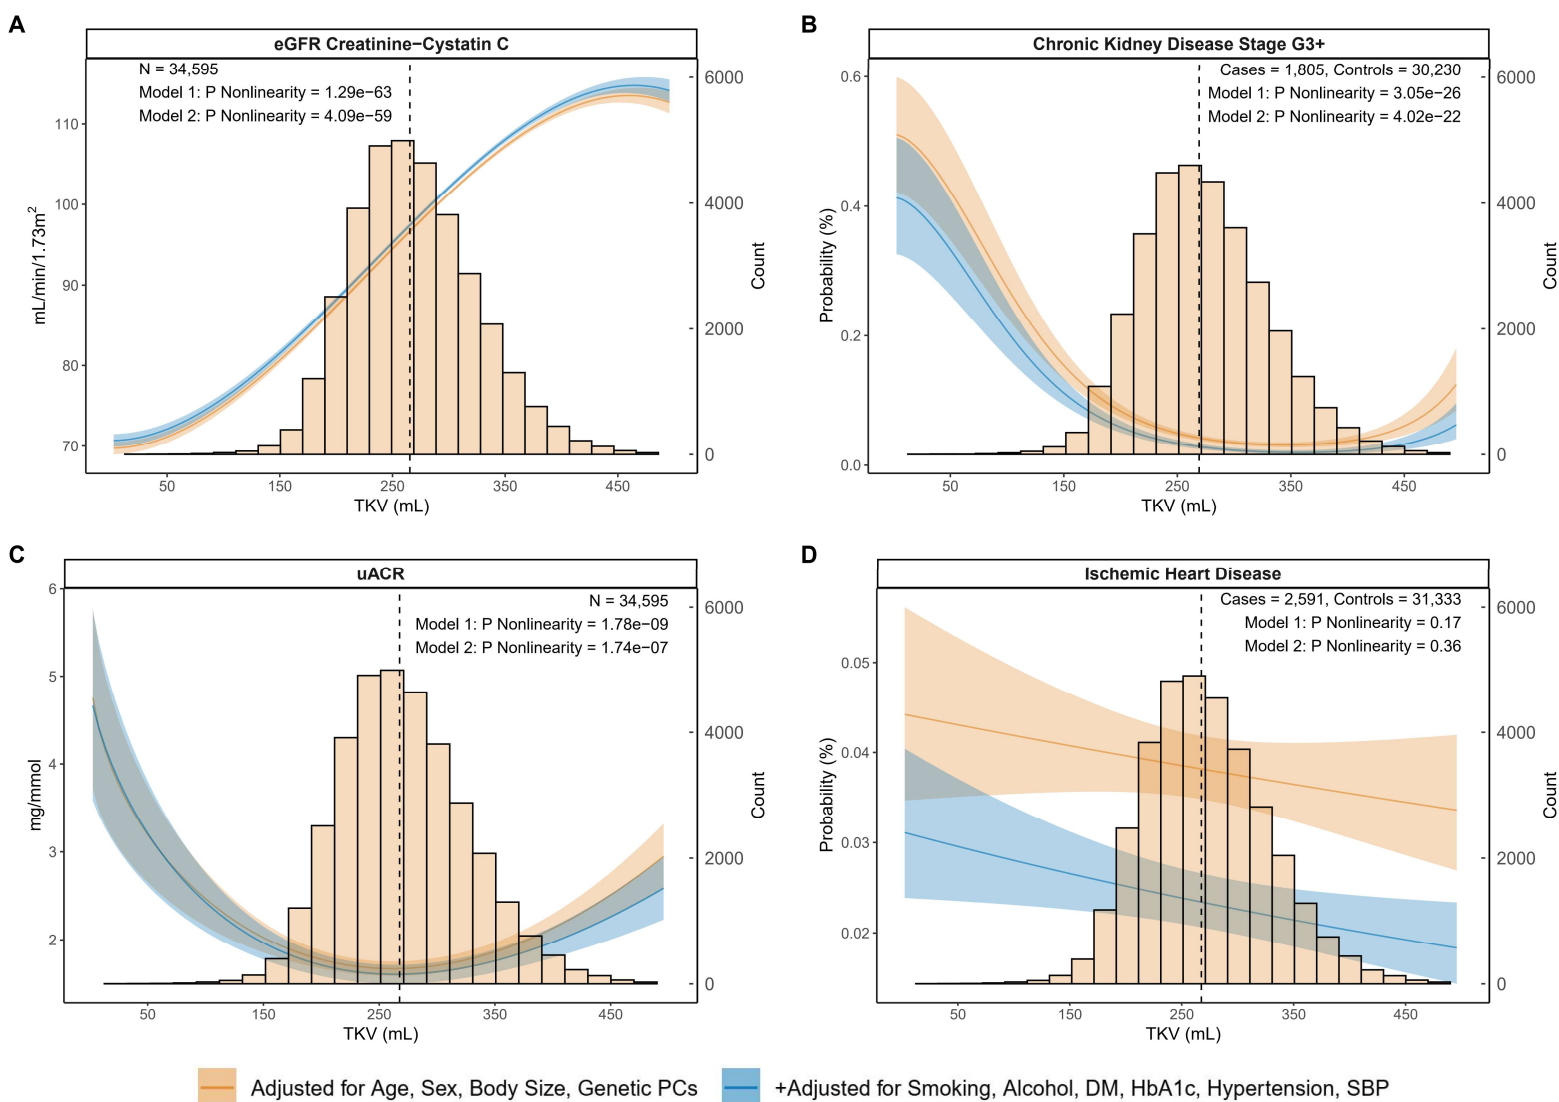 A
eGFR Creatinine−Cystatin C
N = 34,595
Model 1: P Nonlinearity = 1.29e−63
Model 2: P Nonlinearity = 4.09e−59
110
100
90
80
70
mL/min/1.73m²
6000
4000
2000
0
Count
50 150 250 350 450
TKV (mL)
B
Chronic Kidney Disease Stage G3+
Cases = 1,805, Controls = 30,230
Model 1: P Nonlinearity = 3.05e−26
Model 2: P Nonlinearity = 4.02e−22
0.6
0.4
0.2
0.0
Probability (%)
6000
4000
2000
0
Count
50 150 250 350 450
TKV (mL)
C
uACR
N = 34,595
Model 1: P Nonlinearity = 1.78e−09
Model 2: P Nonlinearity = 1.74e−07
6
5
4
3
2
mg/mmol
6000
4000
2000
0
Count
50 150 250 350 450
TKV (mL)
D
Ischemic Heart Disease
Cases = 2,591, Controls = 31,333
Model 1: P Nonlinearity = 0.17
Model 2: P Nonlinearity = 0.36
0.05
0.04
0.03
0.02
Probability (%)
6000
4000
2000
0
Count
50 150 250 350 450
TKV (mL)
Adjusted for Age, Sex, Body Size, Genetic PCs
+Adjusted for Smoking, Alcohol, DM, HbA1c, Hypertension, SBP